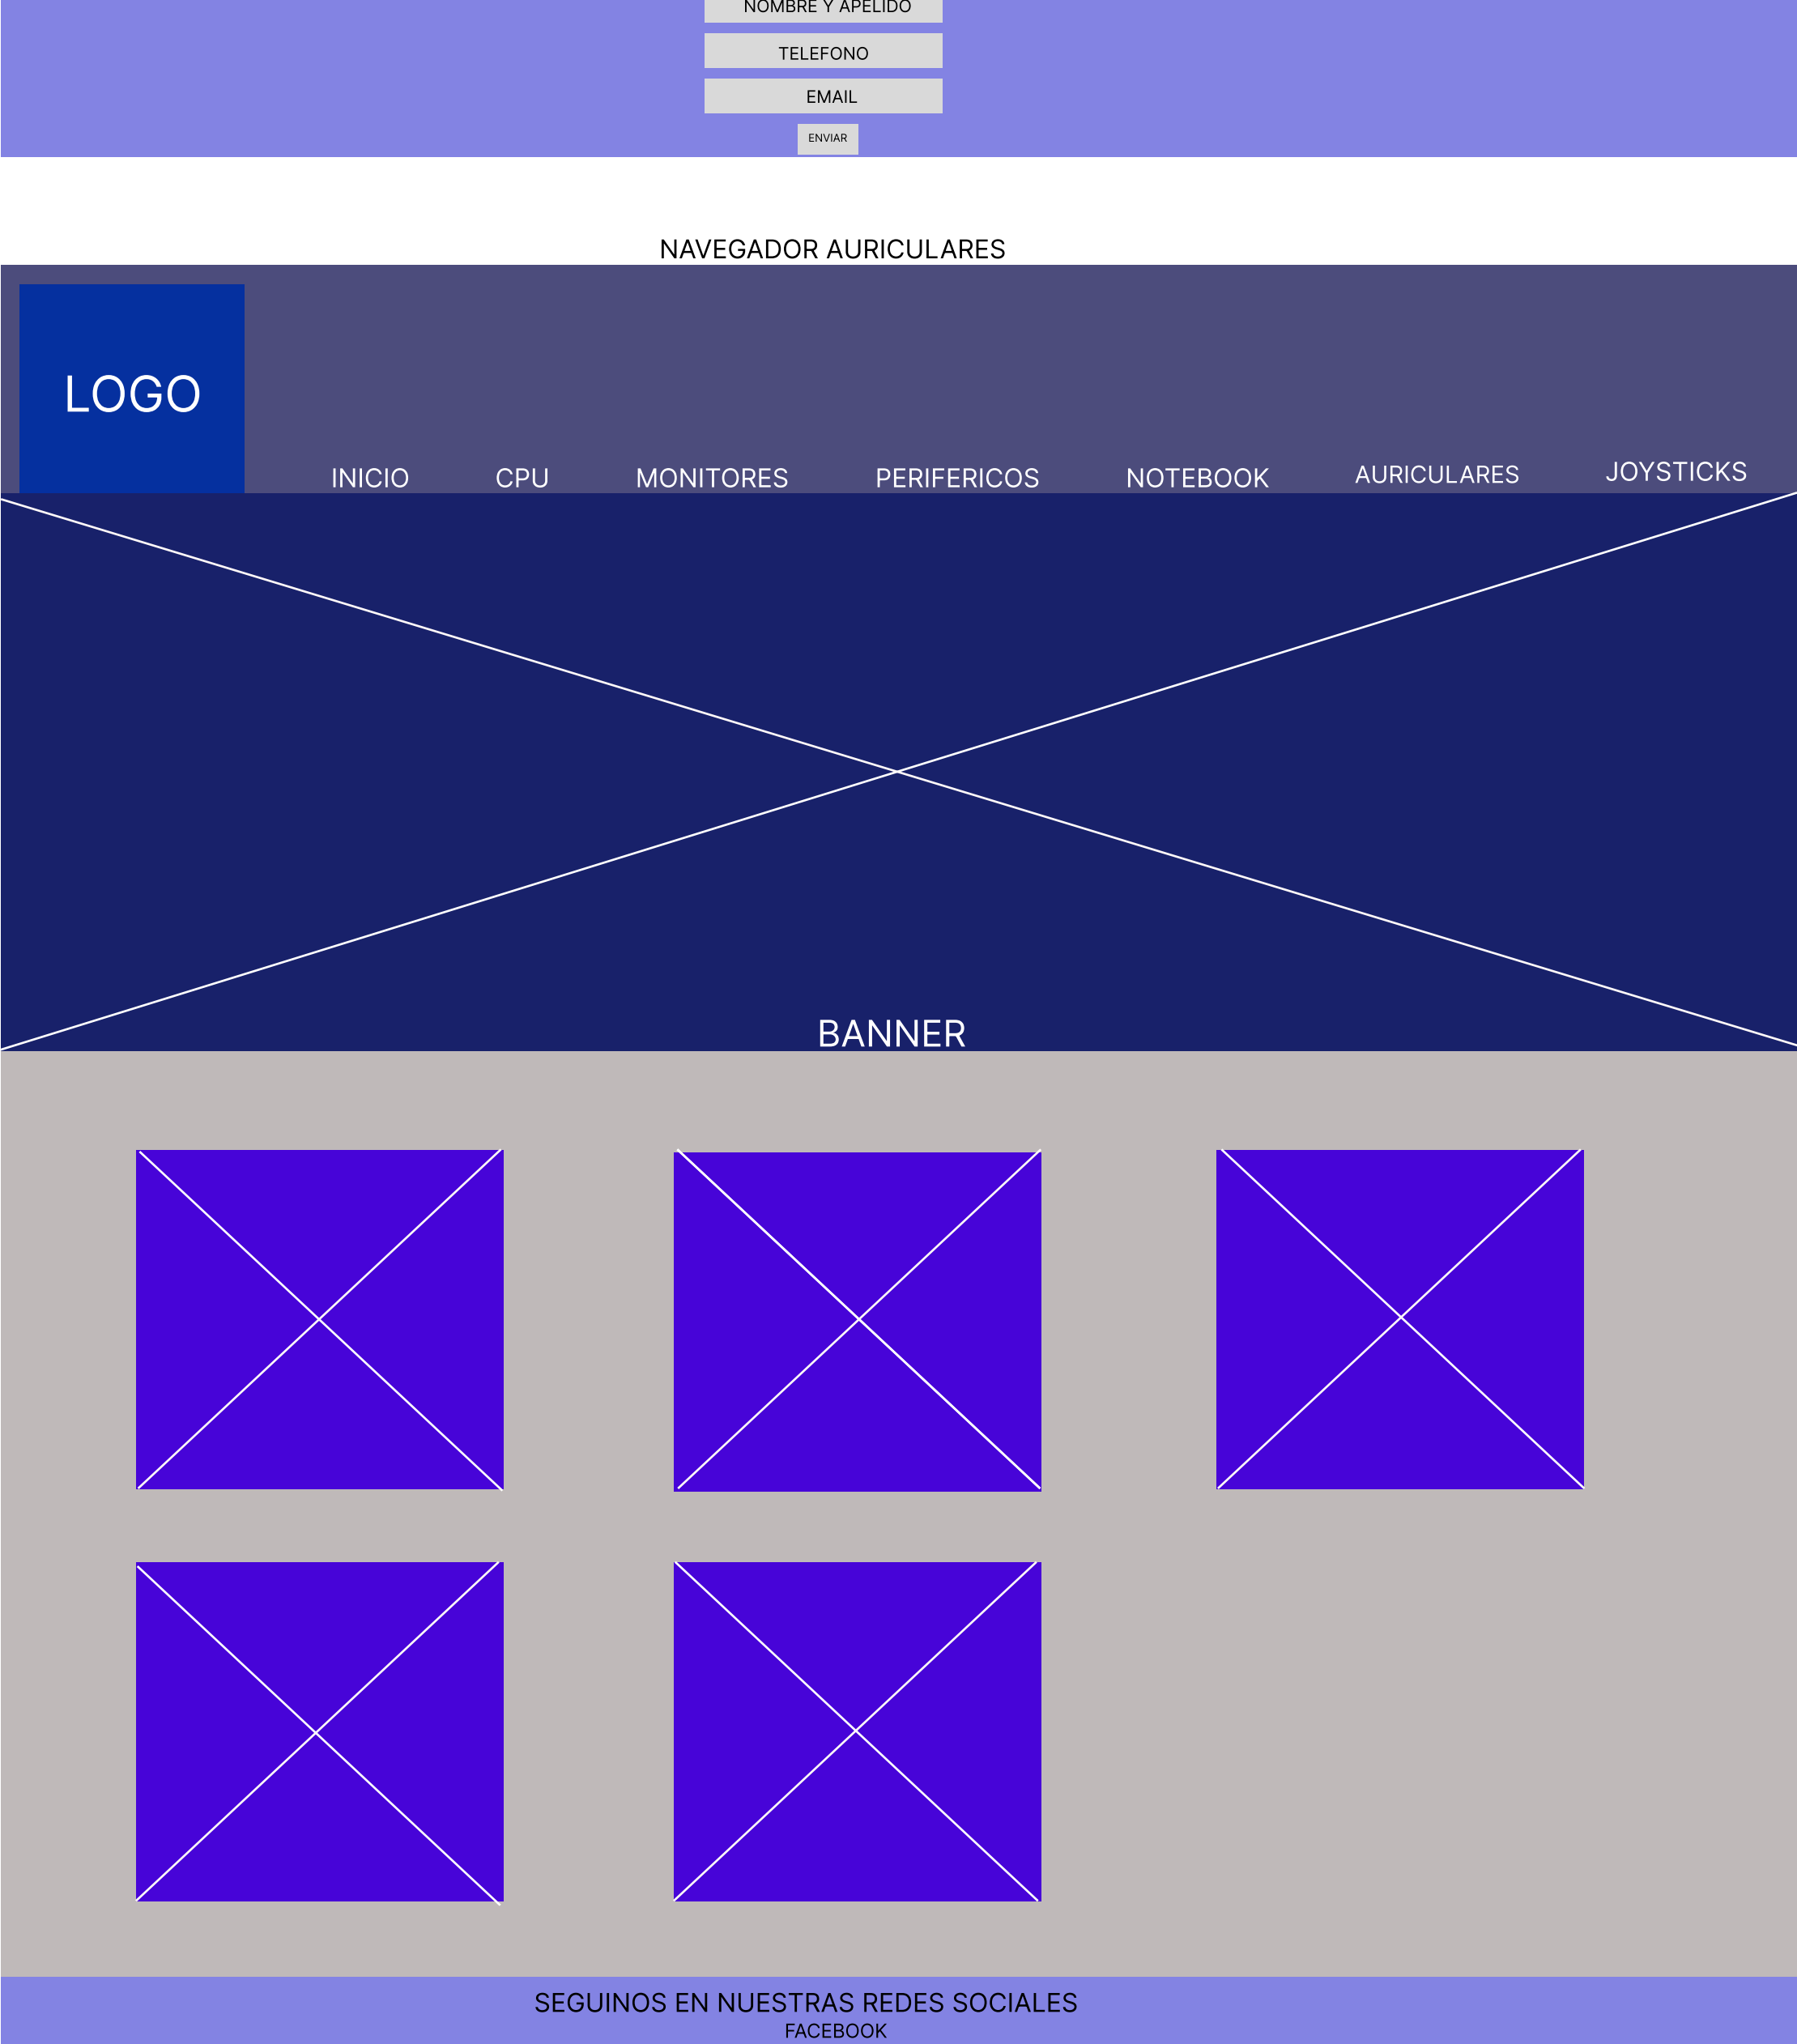 NOMBRE Y APELIDO
TELEFONO
EMAIL
ENVIAR
NAVEGADOR AURICULARES
LOGO
INICIO CPU MONITORES PERIFERICOS NOTEBOOK AURICULARES JOYSTICKS
BANNER
SEGUINOS EN NUESTRAS REDES SOCIALES
FACEBOOK